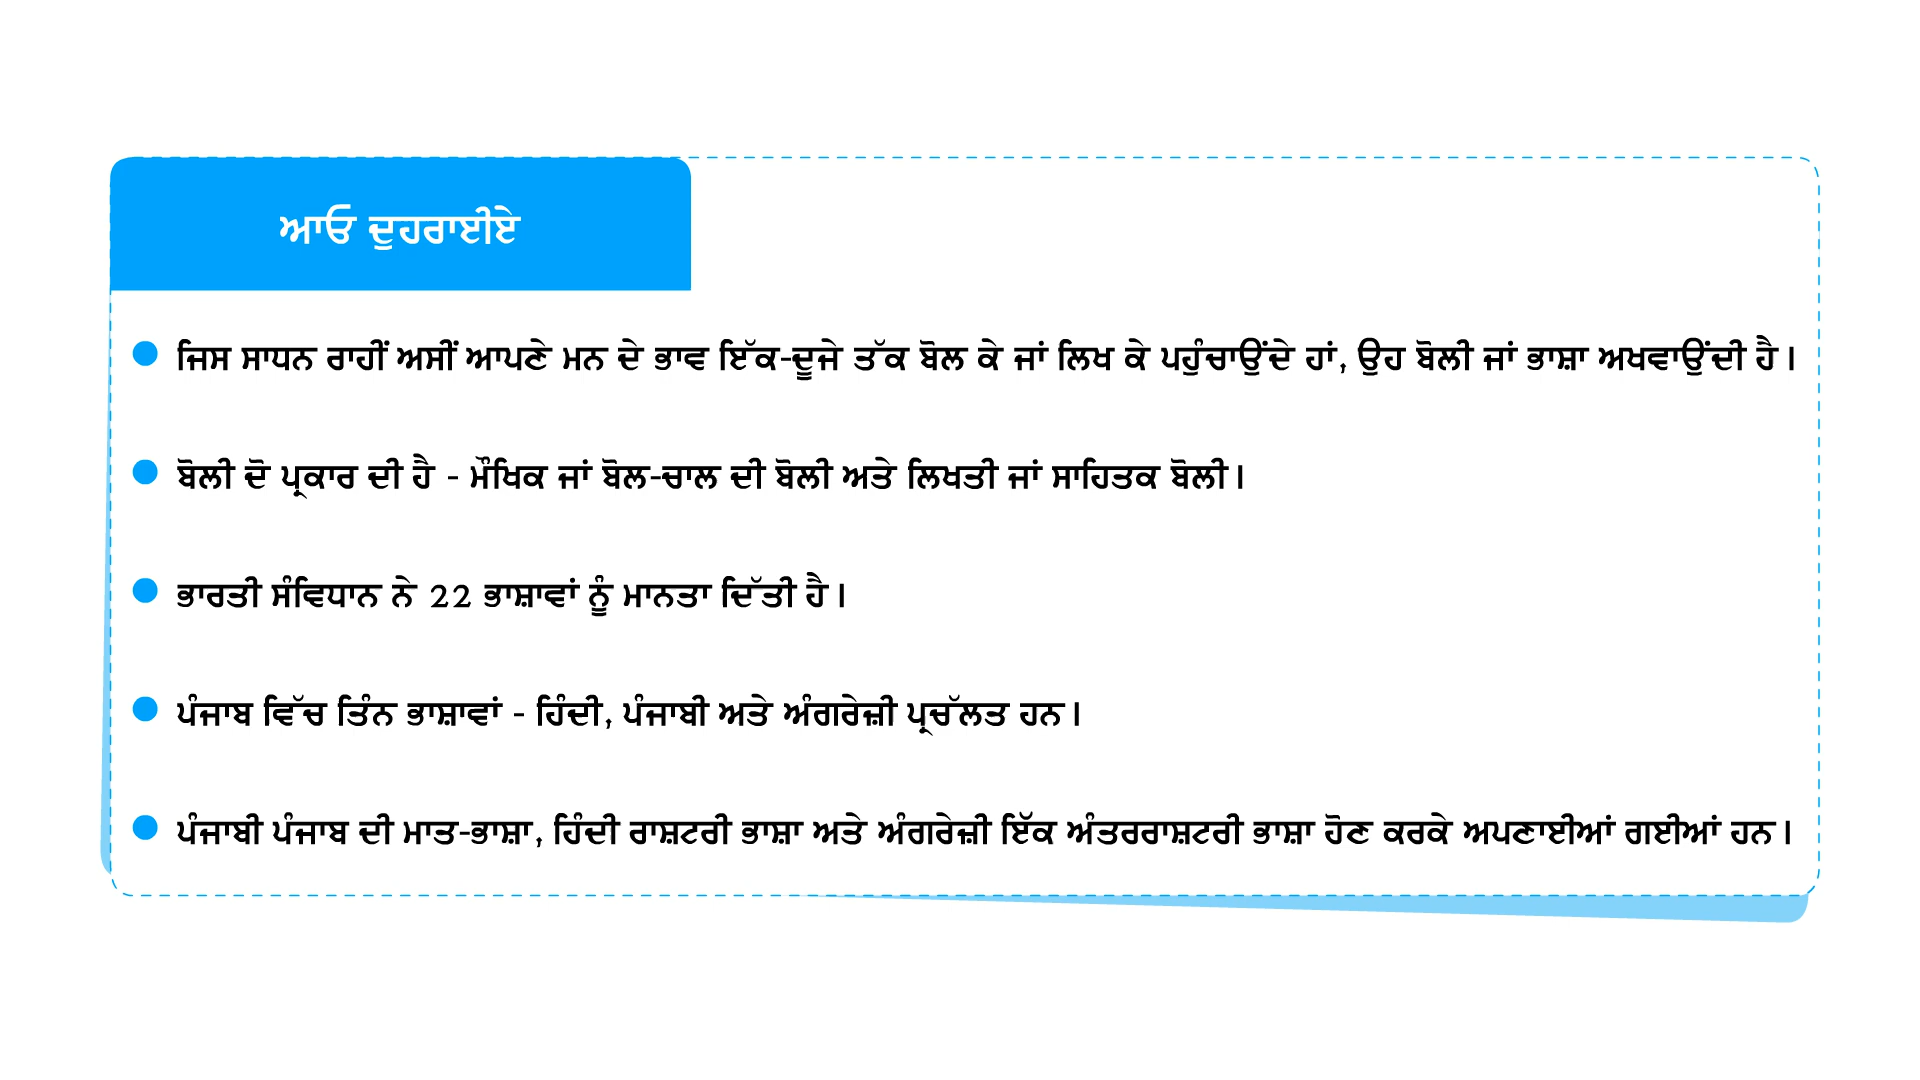 ਆਓ ਦੁਹਰਾਈਏ
ਜਿਸ ਸਾਧਨ ਰਾਹੀਂ ਅਸੀਂ ਆਪਣੇ ਮਨ ਦੇ ਭਾਵ ਇੱਕ-ਦੂਜੇ ਤੱਕ ਬੋਲ ਕੇ ਜਾਂ ਲਿਖ ਕੇ ਪਹੁੰਚਾਉਂਦੇ ਹਾਂ, ਉਹ ਬੋਲੀ ਜਾਂ ਭਾਸ਼ਾ ਅਖਵਾਉਂਦੀ ਹੈ।
ਬੋਲੀ ਦੋ ਪ੍ਰਕਾਰ ਦੀ ਹੈ - ਮੌਖਿਕ ਜਾਂ ਬੋਲ-ਚਾਲ ਦੀ ਬੋਲੀ ਅਤੇ ਲਿਖਤੀ ਜਾਂ ਸਾਹਿਤਕ ਬੋਲੀ।
ਭਾਰਤੀ ਸੰਵਿਧਾਨ ਨੇ 22 ਭਾਸ਼ਾਵਾਂ ਨੂੰ ਮਾਨਤਾ ਦਿੱਤੀ ਹੈ।
ਪੰਜਾਬ ਵਿੱਚ ਤਿੰਨ ਭਾਸ਼ਾਵਾਂ - ਹਿੰਦੀ, ਪੰਜਾਬੀ ਅਤੇ ਅੰਗਰੇਜ਼ੀ ਪ੍ਰਚੱਲਤ ਹਨ।
ਪੰਜਾਬੀ ਪੰਜਾਬ ਦੀ ਮਾਤ-ਭਾਸ਼ਾ, ਹਿੰਦੀ ਰਾਸ਼ਟਰੀ ਭਾਸ਼ਾ ਅਤੇ ਅੰਗਰੇਜ਼ੀ ਇੱਕ ਅੰਤਰਰਾਸ਼ਟਰੀ ਭਾਸ਼ਾ ਹੋਣ ਕਰਕੇ ਅਪਣਾਈਆਂ ਗਈਆਂ ਹਨ।